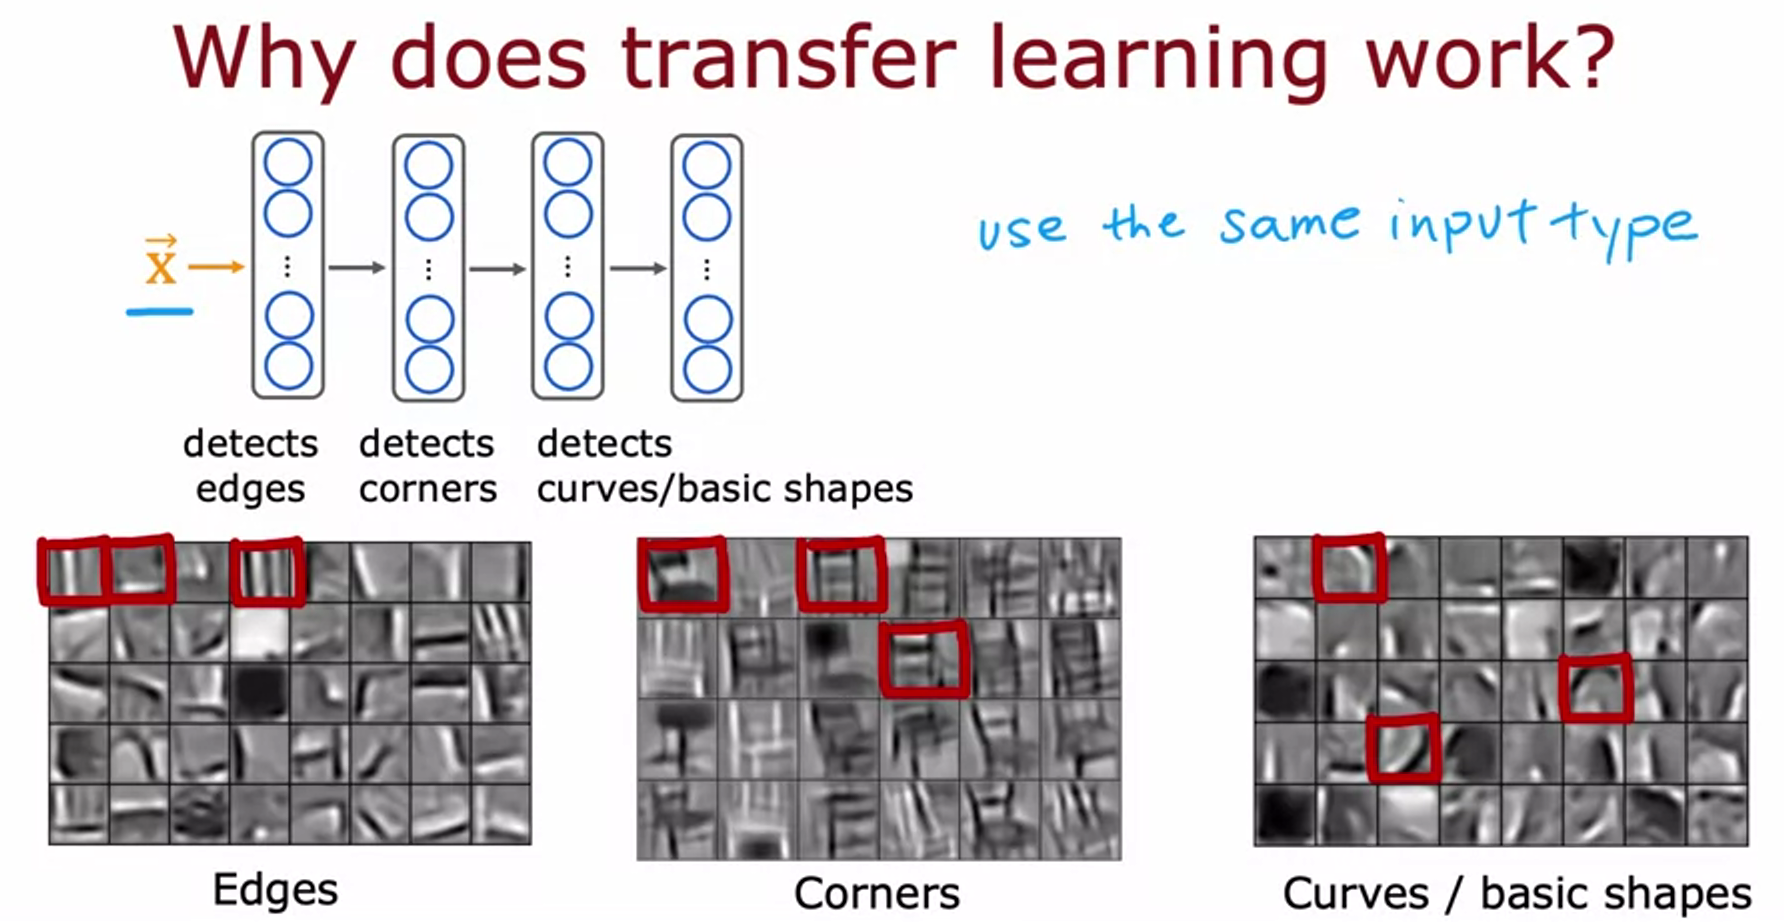 Why does transfer learning work?
x
use the same input type
detects edges
detects corners
detects curves/basic shapes
Edges
Corners
Curves / basic shapes